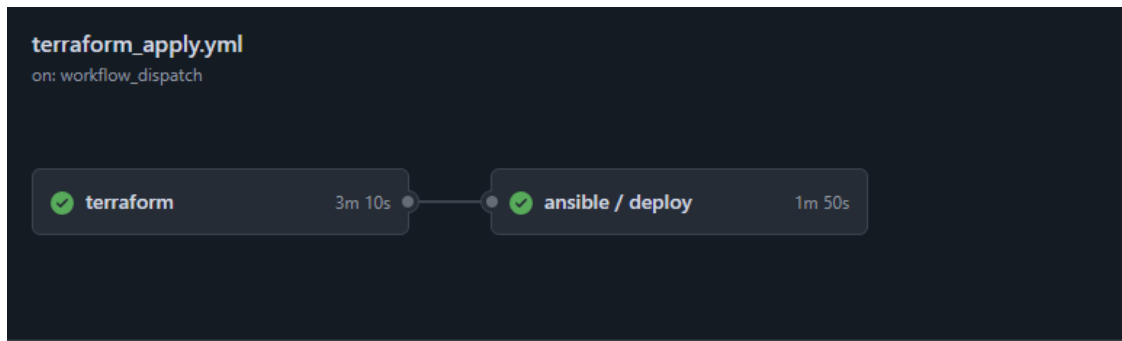 terraform_apply.yml
on: workflow_dispatch
terraform 3m 10s
ansible / deploy 1m 50s